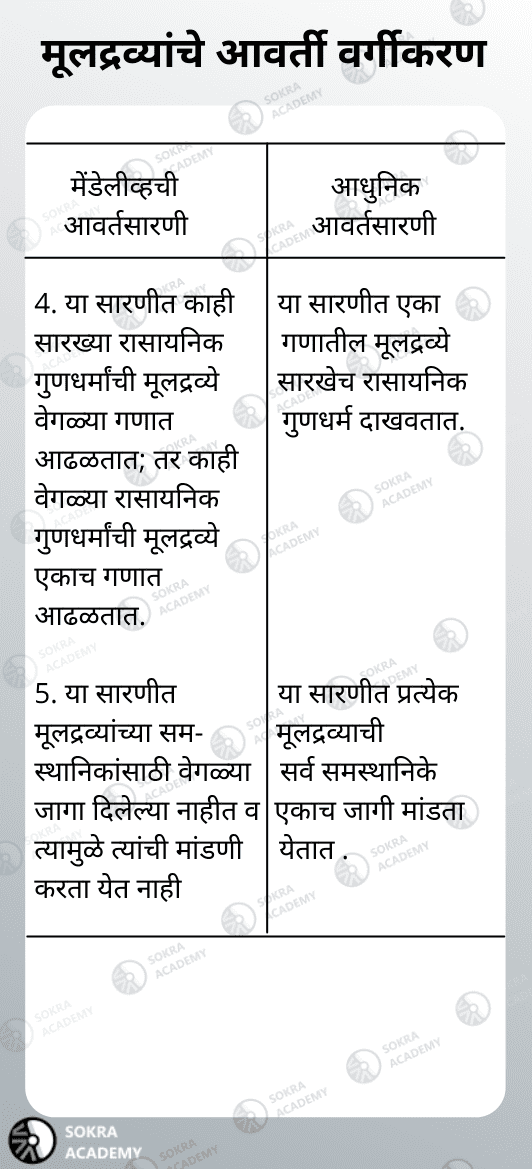 मूलद्रव्यांचे आवर्ती वर्गीकरण
मेंडेलीव्हची
आवर्तसारणी
आधुनिक
आवर्तसारणी
4. या सारणीत काही
सारख्या रासायनिक
गुणधर्मांची मूलद्रव्ये
वेगळ्या गणात
आढळतात; तर काही
वेगळ्या रासायनिक
गुणधर्मांची मूलद्रव्ये
एकाच गणात
आढळतात.
या सारणीत एका
गणातील मूलद्रव्ये
सारखेच रासायनिक
गुणधर्म दाखवतात.
5. या सारणीत
मूलद्रव्यांच्या सम-
स्थानिकांसाठी वेगळ्या
जागा दिलेल्या नाहीत व
त्यामुळे त्यांची मांडणी
करता येत नाही
या सारणीत प्रत्येक
मूलद्रव्याची
सर्व समस्थानिके
एकाच जागी मांडता
येतात .
SOKRA
ACADEMY